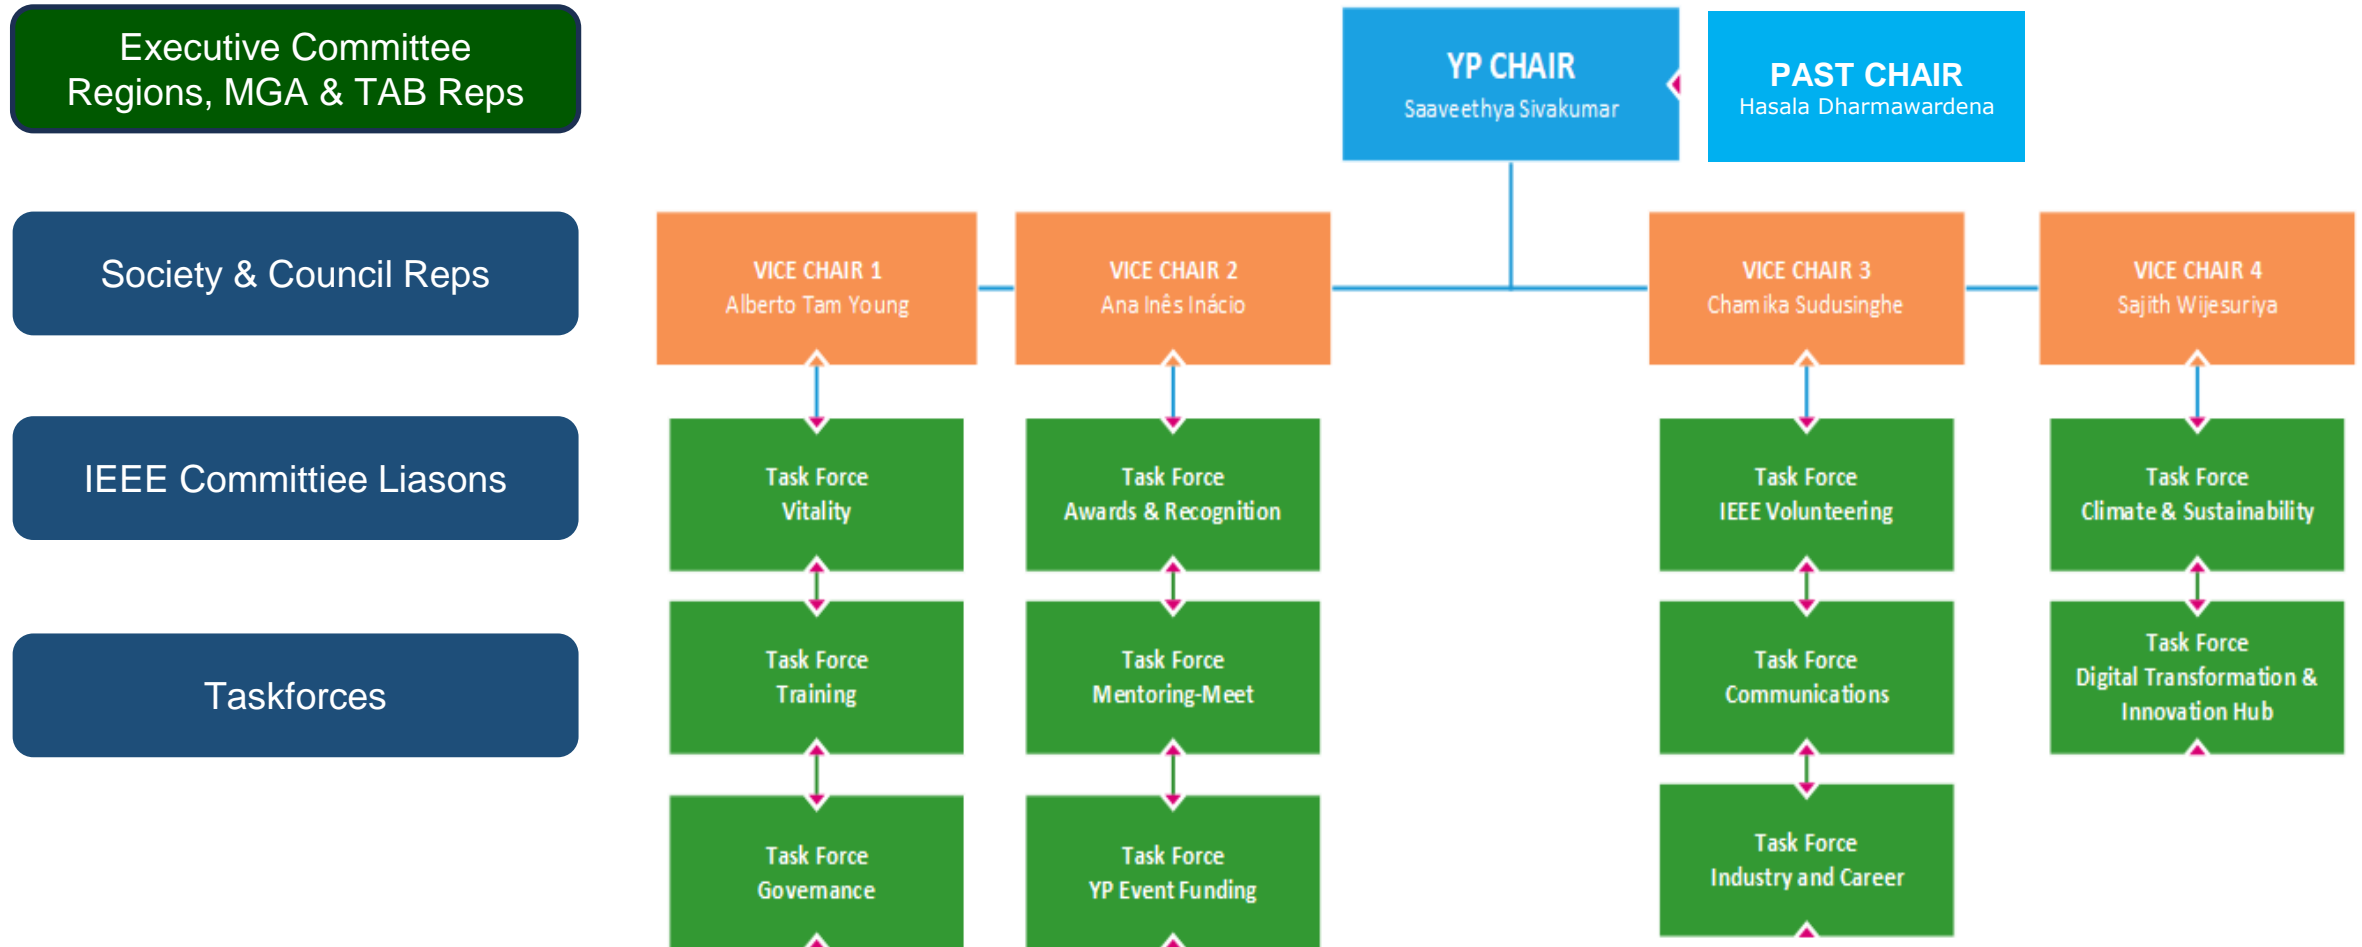 Executive Committee
Regions, MGA & TAB Reps
Society & Council Reps
IEEE Committiee Liasons
Taskforces
YP CHAIR
Saaveethya Sivakumar
PAST CHAIR
Hasala Dharmawardena
VICE CHAIR 1
Alberto Tam Young
VICE CHAIR 2
Ana Inês Inácio
VICE CHAIR 3
Chamika Sudusinghe
VICE CHAIR 4
Sajith Wijesuriya
Task Force
Vitality
Task Force
Awards & Recognition
Task Force
IEEE Volunteering
Task Force
Climate & Sustainability
Task Force
Training
Task Force
Mentoring-Meet
Task Force
Communications
Task Force
Digital Transformation &
Innovation Hub
Task Force
Governance
Task Force
YP Event Funding
Task Force
Industry and Career